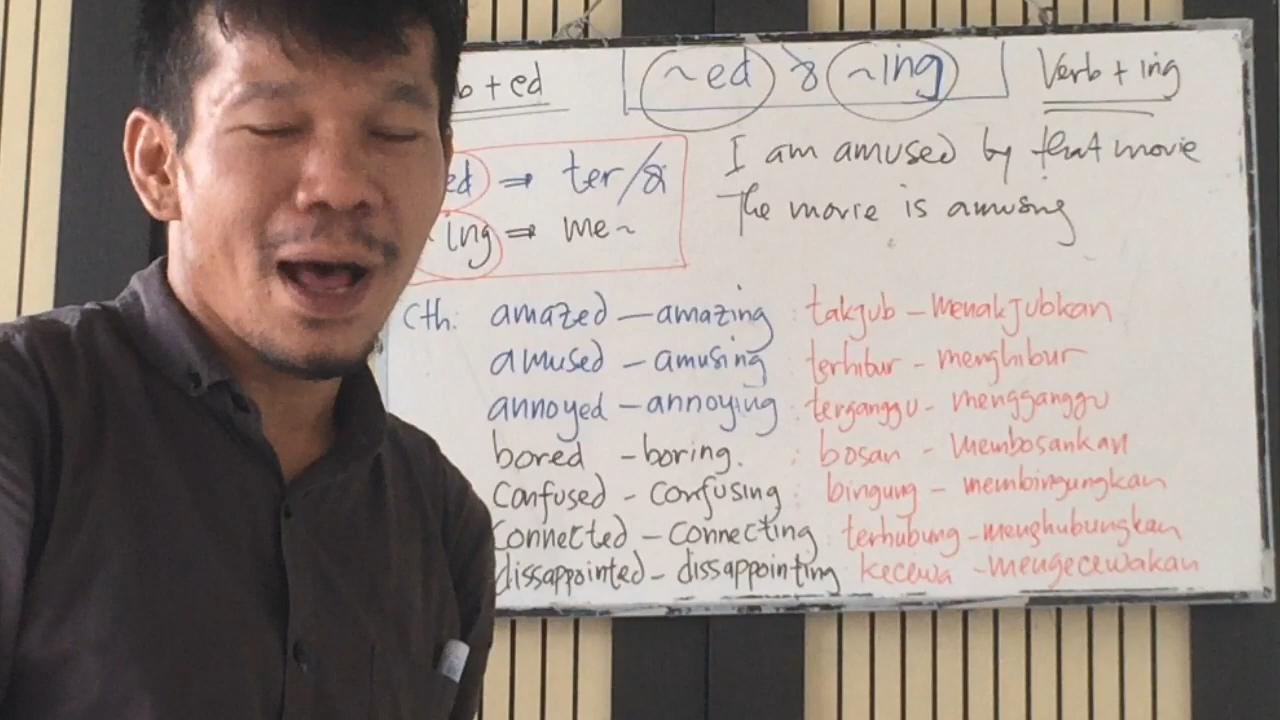 b + ed ~ed & ~ing Verb + ing
ed ⇒ ter/di
ing ⇒ me~
I am amused by that movie
The movie is amusing
Cth: amazed – amazing : takjub – menakjubkan
amused – amusing : terhibur – menghibur
annoyed – annoying : terganggu – mengganggu
bored – boring. : bosan – membosankan
Confused – confusing : bingung – membingungkan
Connected – connecting terhubung – menghubungkan
dissappointed – dissappointing kecewa – mengecewakan